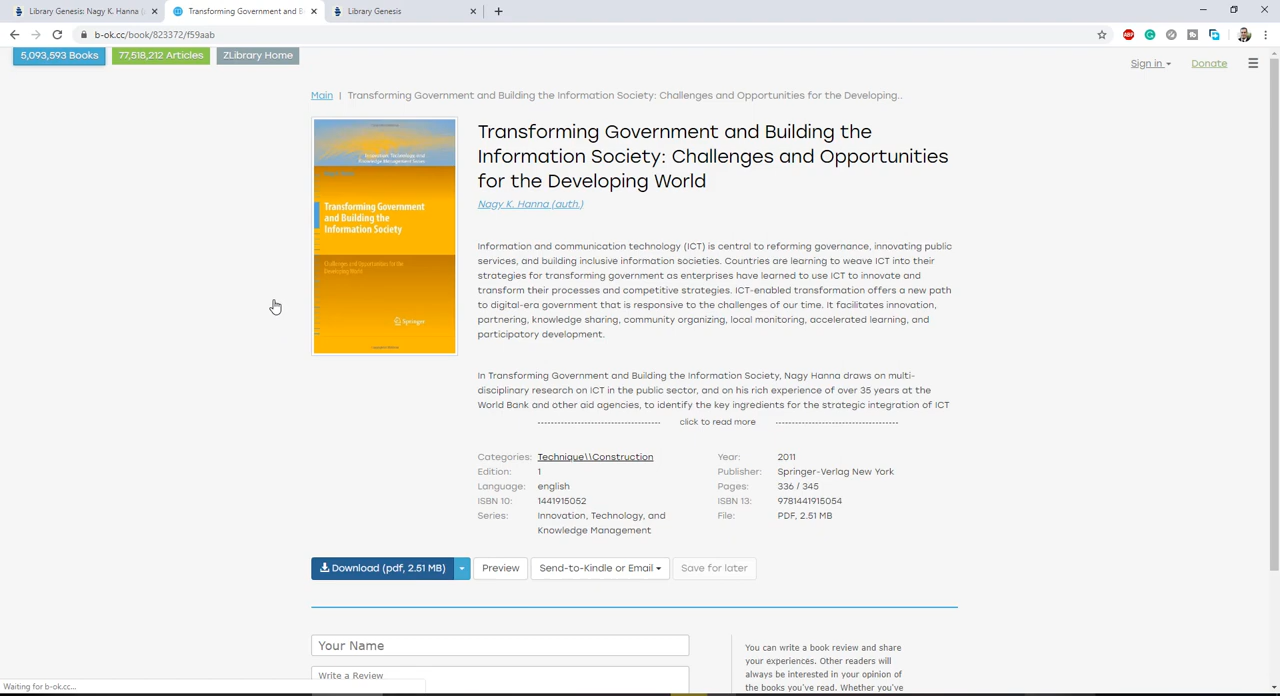 Library Genesis: Nagy K. Hanna (
Transforming Government and B
Library Genesis
b-ok.cc/book/823372/f59aab
5,093,593 Books
77,518,212 Articles
ZLibrary Home
Sign in
Donate
Main | Transforming Government and Building the Information Society: Challenges and Opportunities for the Developing..
Transforming Government and Building the
Information Society: Challenges and Opportunities
for the Developing World
Nagy K. Hanna (auth.)
Innovation, Technology, and
Knowledge Management
Transforming Government
and Building the
Information Society
Challenges and Opportunities for the
Developing World
Springer
Information and communication technology (ICT) is central to reforming governance, innovating public
services, and building inclusive information societies. Countries are learning to weave ICT into their
strategies for transforming government as enterprises have learned to use ICT to innovate and
transform their processes and competitive strategies. ICT-enabled transformation offers a new path
to digital-era government that is responsive to the challenges of our time. It facilitates innovation,
partnering, knowledge sharing, community organizing, local monitoring, accelerated learning, and
participatory development.
In Transforming Government and Building the Information Society, Nagy Hanna draws on multi-
disciplinary research on ICT in the public sector, and on his rich experience of over 35 years at the
World Bank and other aid agencies, to identify the key ingredients for the strategic integration of ICT
click to read more
Categories: Technique\\Construction
Year: 2011
Edition: 1
Publisher: Springer-Verlag New York
Language: english
Pages: 336 / 345
ISBN 10: 1441915052
ISBN 13: 9781441915054
Series: Innovation, Technology, and
Knowledge Management
File: PDF, 2.51 MB
Download (pdf, 2.51 MB)
Preview
Send-to-Kindle or Email
Save for later
Your Name
Write a Review
You can write a book review and share
your experiences. Other readers will
always be interested in your opinion of
the books you've read. Whether you've
Waiting for b-ok.cc...